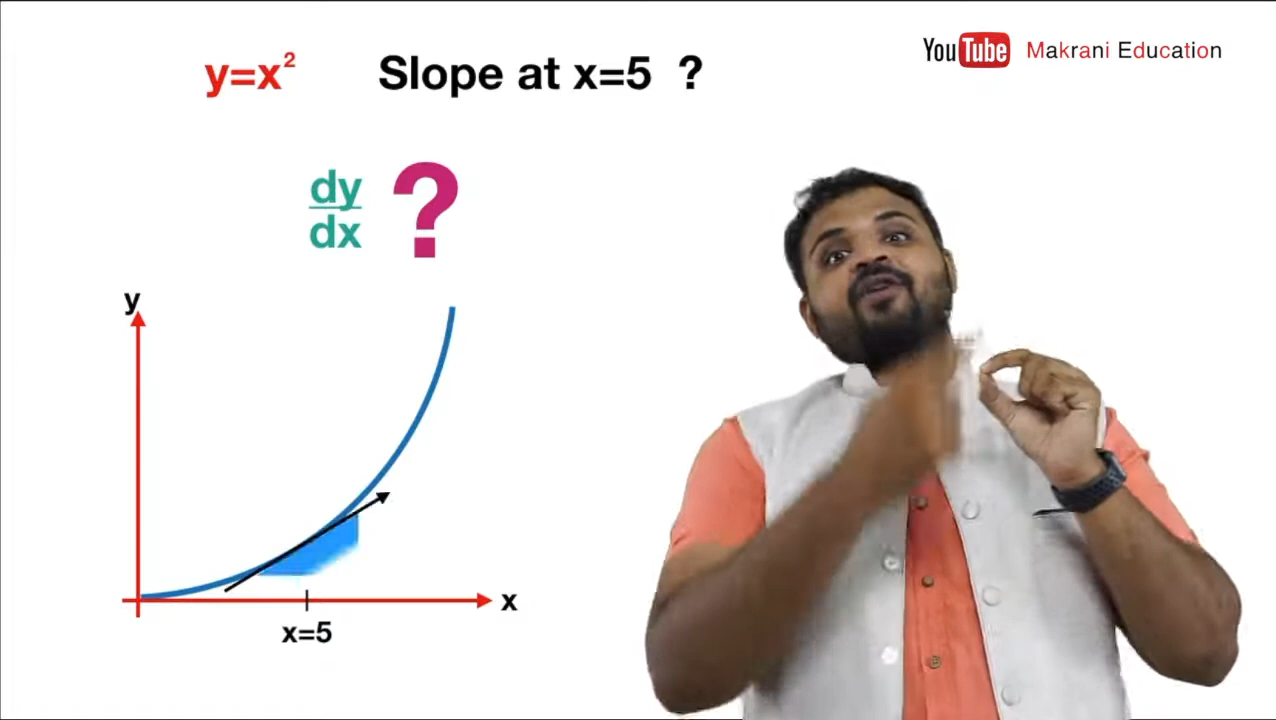 YouTube Makrani Education
y=x² Slope at x=5 ?
dy
dx
?
y
x
x=5